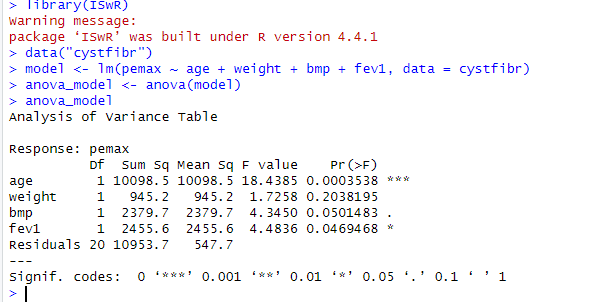 > library(ISwR)
Warning message:
package ‘ISwR’ was built under R version 4.4.1
> data("cystfibr")
> model <- lm(pemax ~ age + weight + bmp + fev1, data = cystfibr)
> anova_model <- anova(model)
> anova_model
Analysis of Variance Table

Response: pemax
          Df  Sum Sq Mean Sq F value    Pr(>F)
age        1 10098.5 10098.5 18.4385 0.0003538 ***
weight     1   945.2   945.2  1.7258 0.2038195
bmp        1  2379.7  2379.7  4.3450 0.0501483 .
fev1       1  2455.6  2455.6  4.4836 0.0469468 *
Residuals 20 10953.7   547.7
---
Signif. codes:  0 ‘***’ 0.001 ‘**’ 0.01 ‘*’ 0.05 ‘.’ 0.1 ‘ ’ 1
>